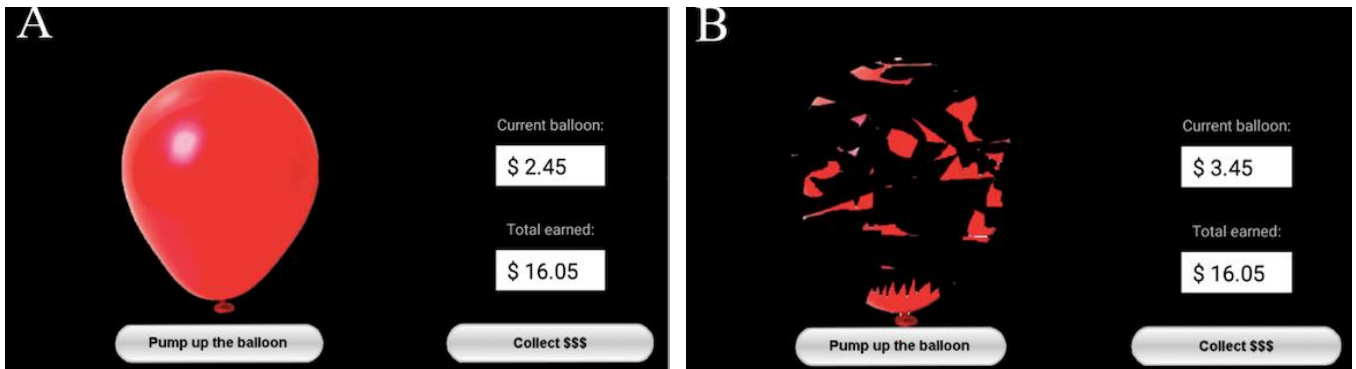 A
Current balloon:
$ 2.45
Total earned:
$ 16.05
Pump up the balloon
Collect $$$
B
Current balloon:
$ 3.45
Total earned:
$ 16.05
Pump up the balloon
Collect $$$